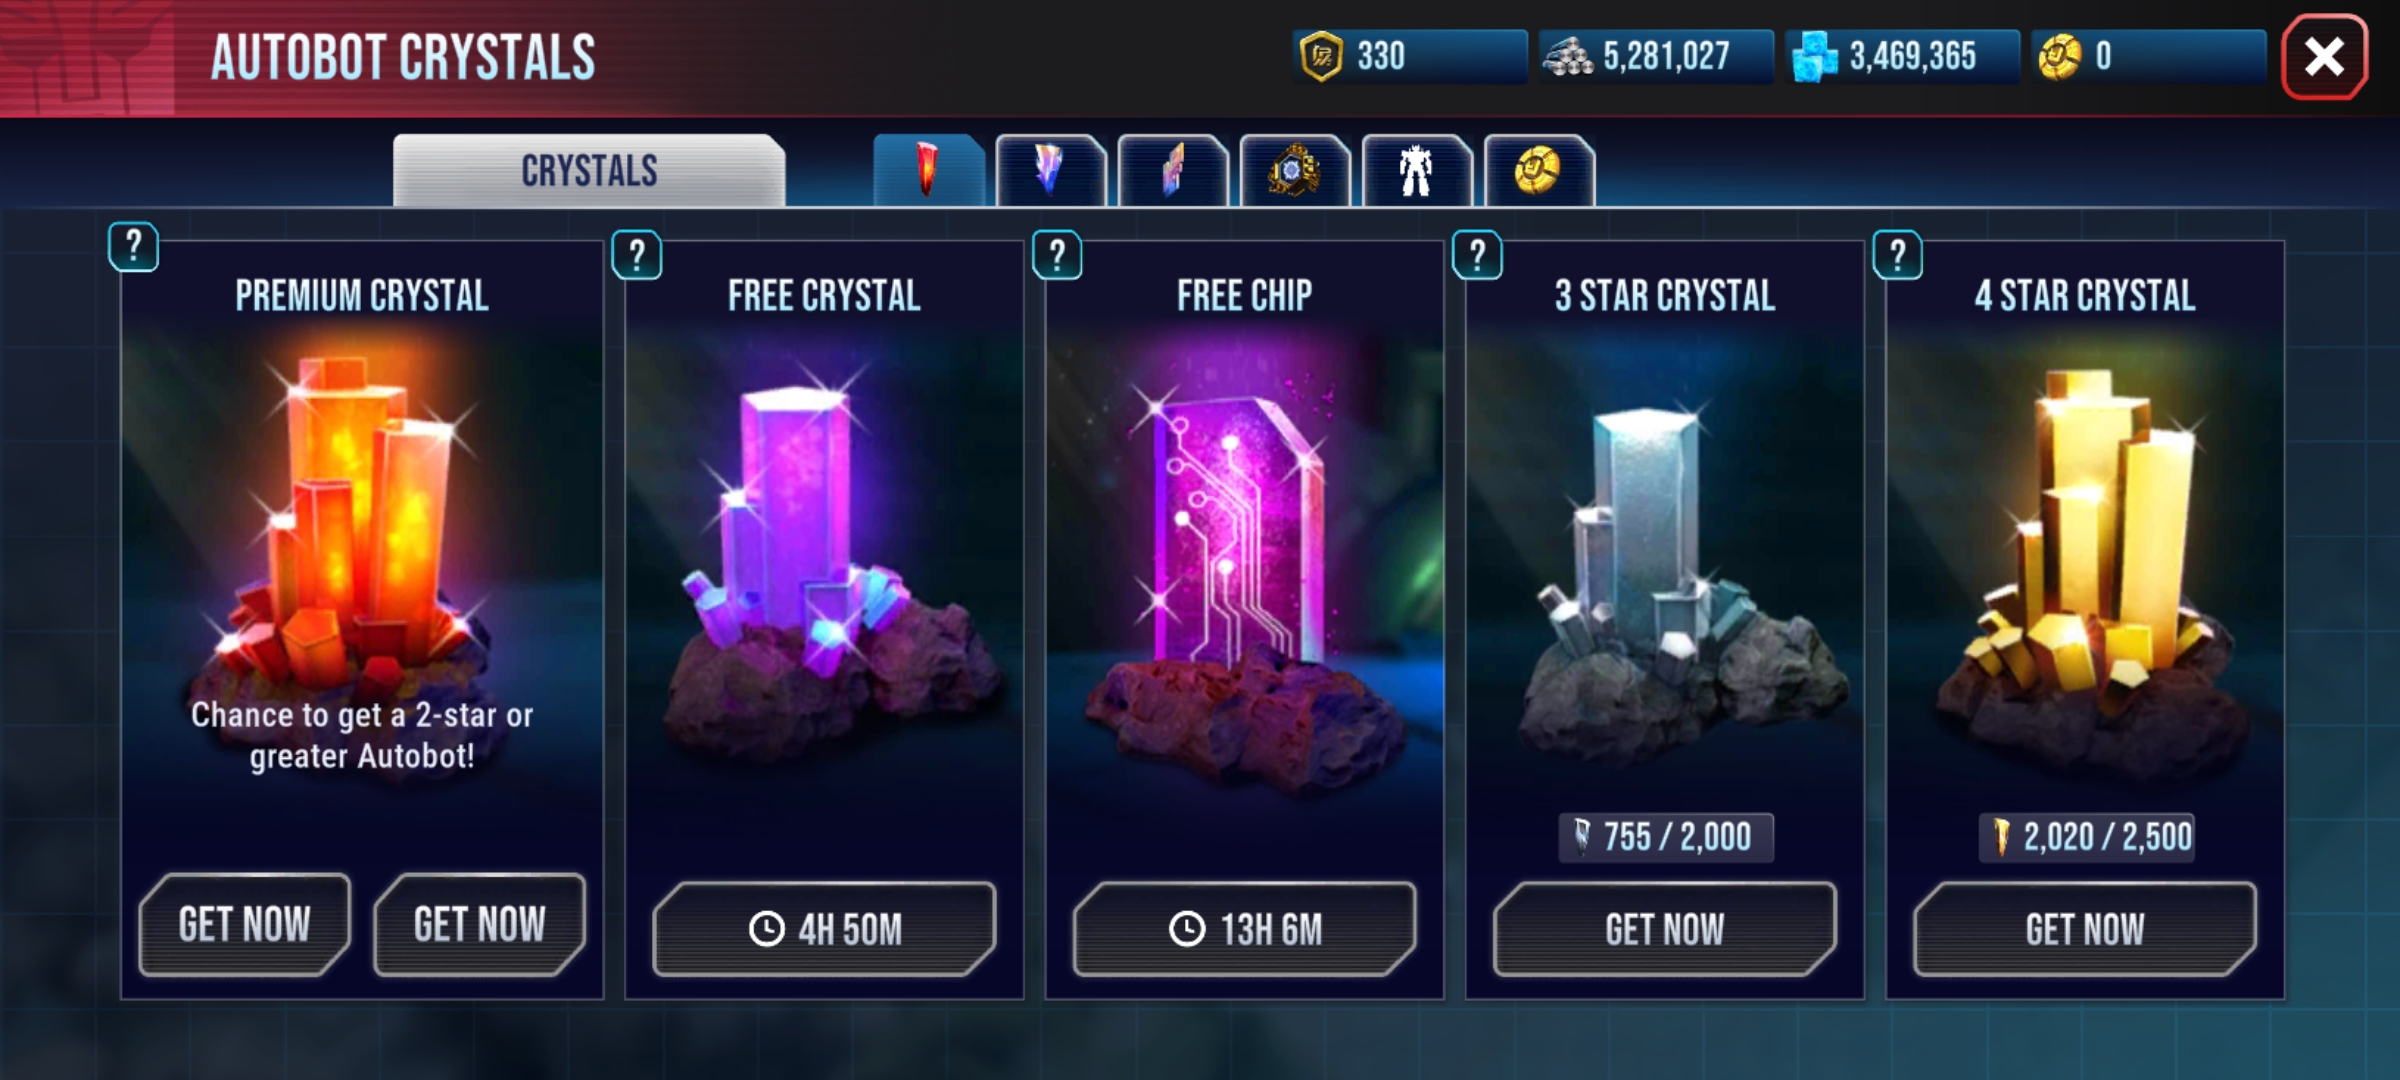 AUTOBOT CRYSTALS
330
5,281,027
3,469,365
0
CRYSTALS
?
PREMIUM CRYSTAL
Chance to get a 2-star or
greater Autobot!
GET NOW
GET NOW
?
FREE CRYSTAL
4H 50M
?
FREE CHIP
13H 6M
?
3 STAR CRYSTAL
755 / 2,000
GET NOW
?
4 STAR CRYSTAL
2,020 / 2,500
GET NOW